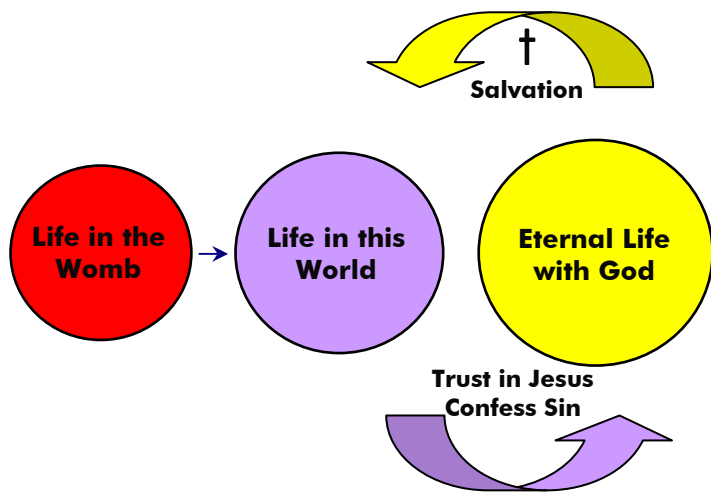 Salvation
Life in the
Womb
Life in this
World
Eternal Life
with God
Trust in Jesus
Confess Sin